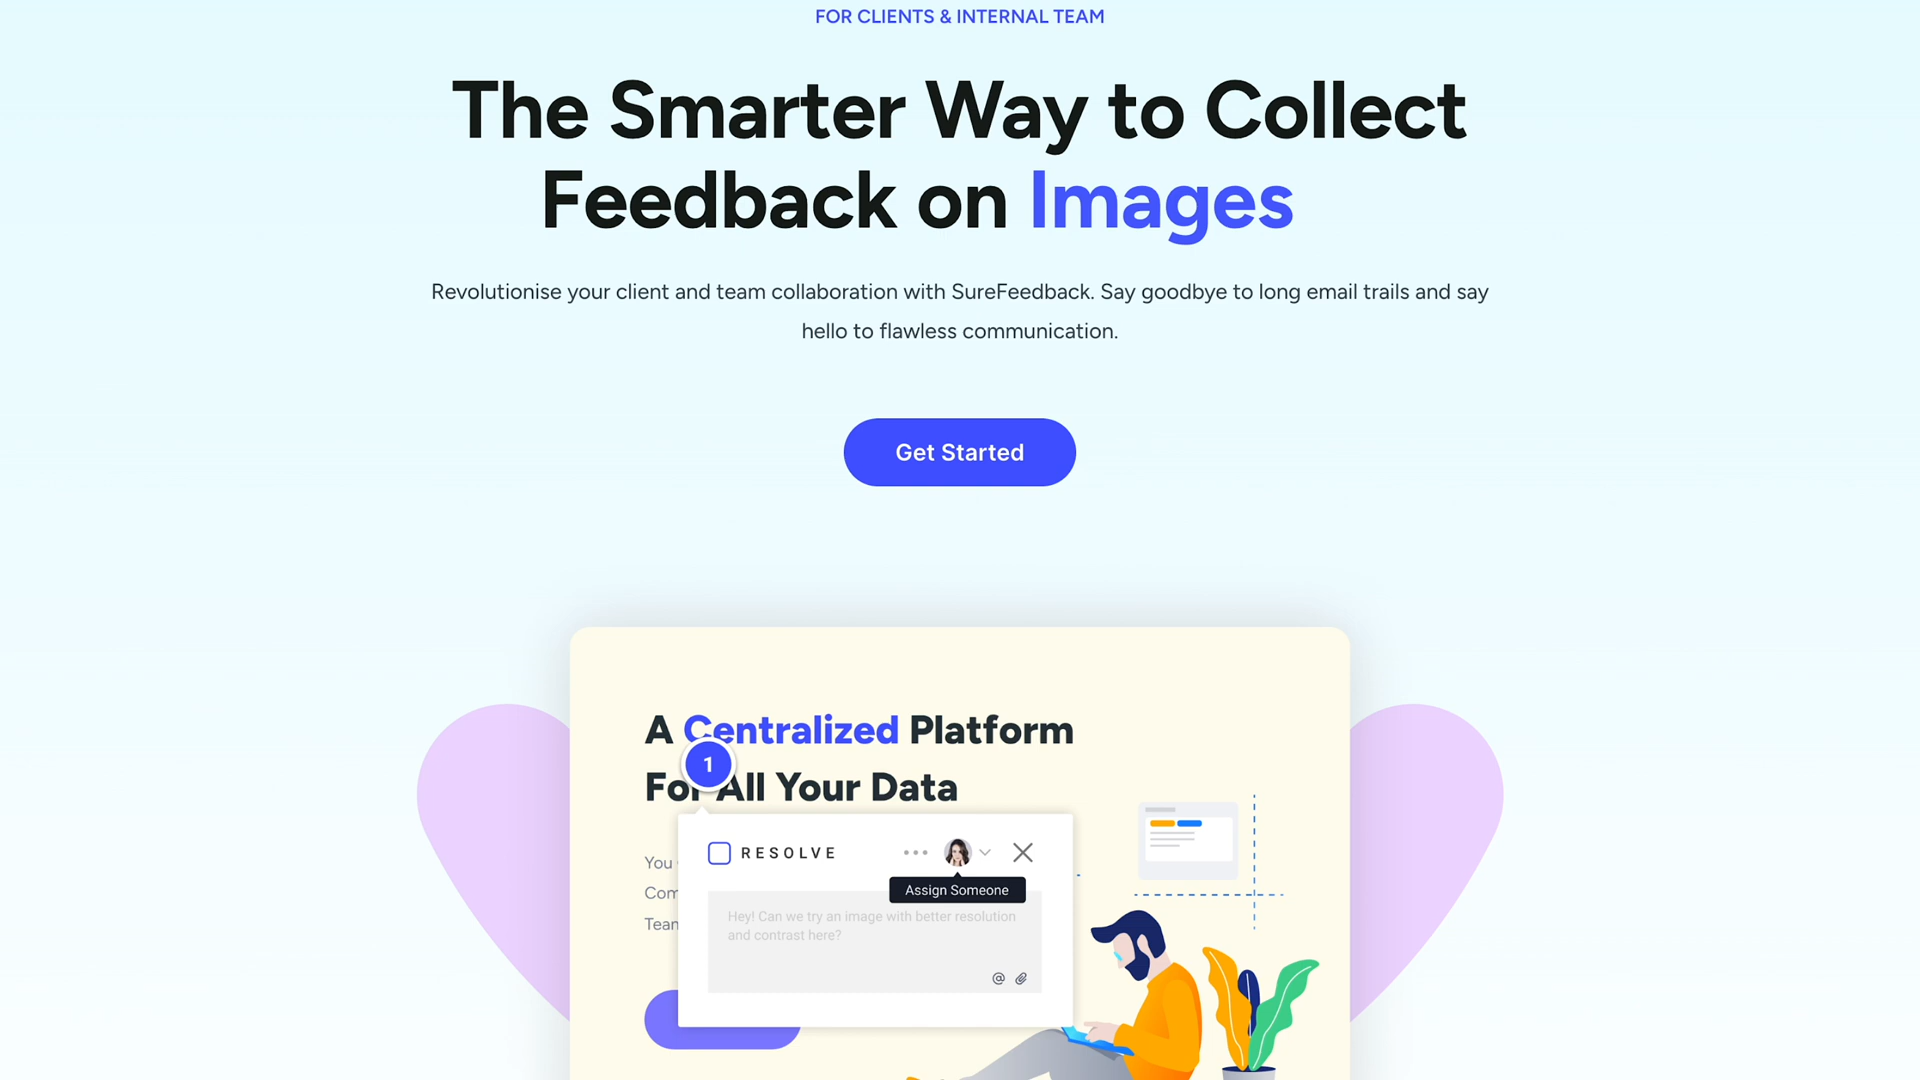 FOR CLIENTS & INTERNAL TEAM
The Smarter Way to Collect
Feedback on Images
Revolutionise your client and team collaboration with SureFeedback. Say goodbye to long email trails and say
hello to flawless communication.
Get Started
A Centralized Platform
For All Your Data
1
You
RESOLVE
Assign Someone
Hey! Can we try an image with better resolution
and contrast here?
@